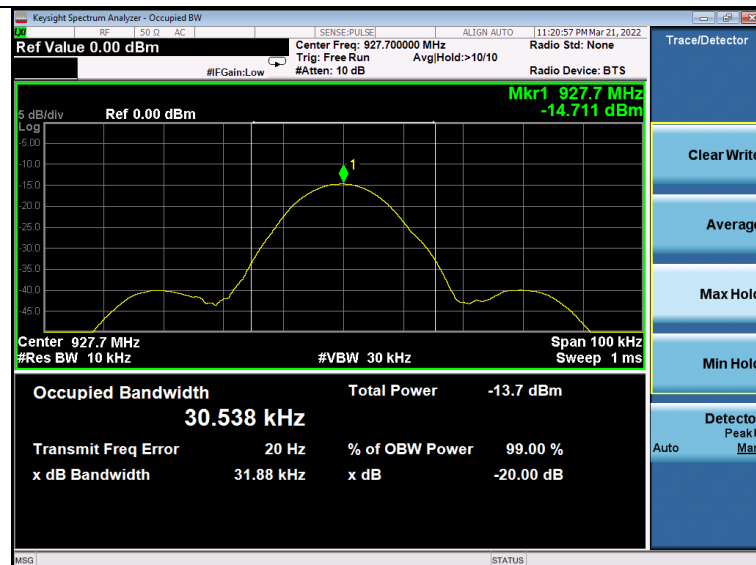 Keysight Spectrum Analyzer - Occupied BW
LXI RF 50 Ω AC SENSE:PULSE ALIGN AUTO 11:20:57 PM Mar 21, 2022
Ref Value 0.00 dBm Center Freq: 927.700000 MHz Radio Std: None
Trig: Free Run Avg|Hold:>10/10
#IFGain:Low #Atten: 10 dB Radio Device: BTS
Trace/Detector
Mkr1 927.7 MHz
5 dB/div Ref 0.00 dBm -14.711 dBm
Log
-5.00
1
-10.0
-15.0
-20.0
-25.0
-30.0
-35.0
-40.0
-45.0
Center 927.7 MHz Span 100 kHz
#Res BW 10 kHz #VBW 30 kHz Sweep 1 ms
Occupied Bandwidth Total Power -13.7 dBm
30.538 kHz
Transmit Freq Error 20 Hz % of OBW Power 99.00 %
x dB Bandwidth 31.88 kHz x dB -20.00 dB
Clear Write
Average
Max Hold
Min Hold
Detecto
Peak
Auto Ma
MSG STATUS